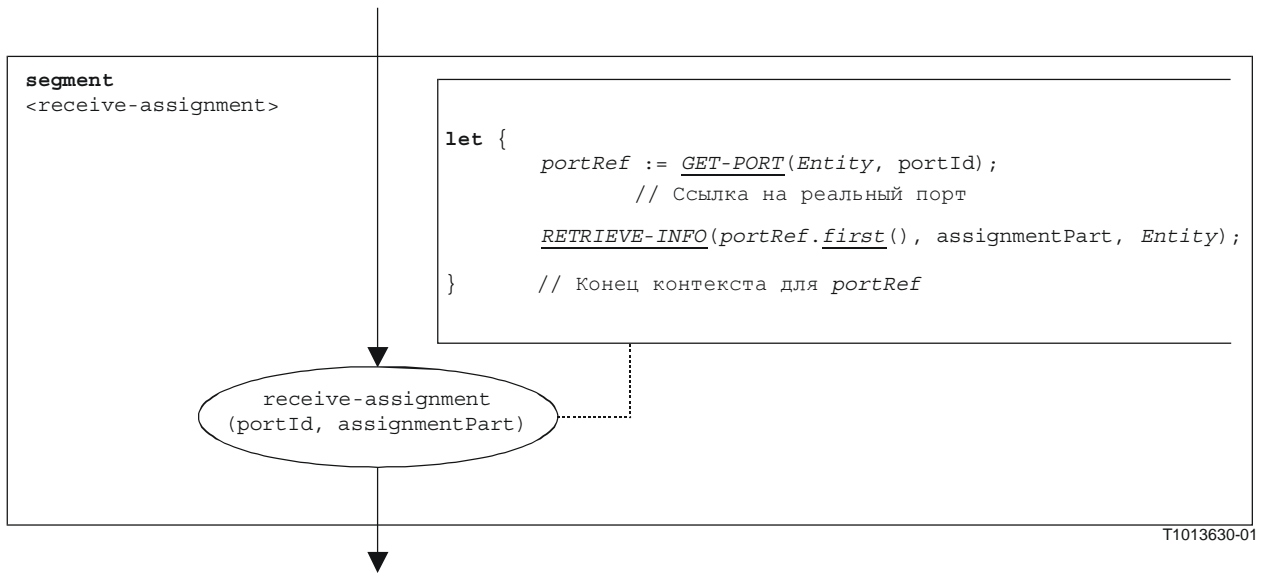 segment
<receive-assignment>
let {
portRef := GET-PORT(Entity, portId);
// Ссылка на реальный порт
RETRIEVE-INFO(portRef.first(), assignmentPart, Entity);
} // Конец контекста для portRef
receive-assignment
(portId, assignmentPart)
T1013630-01